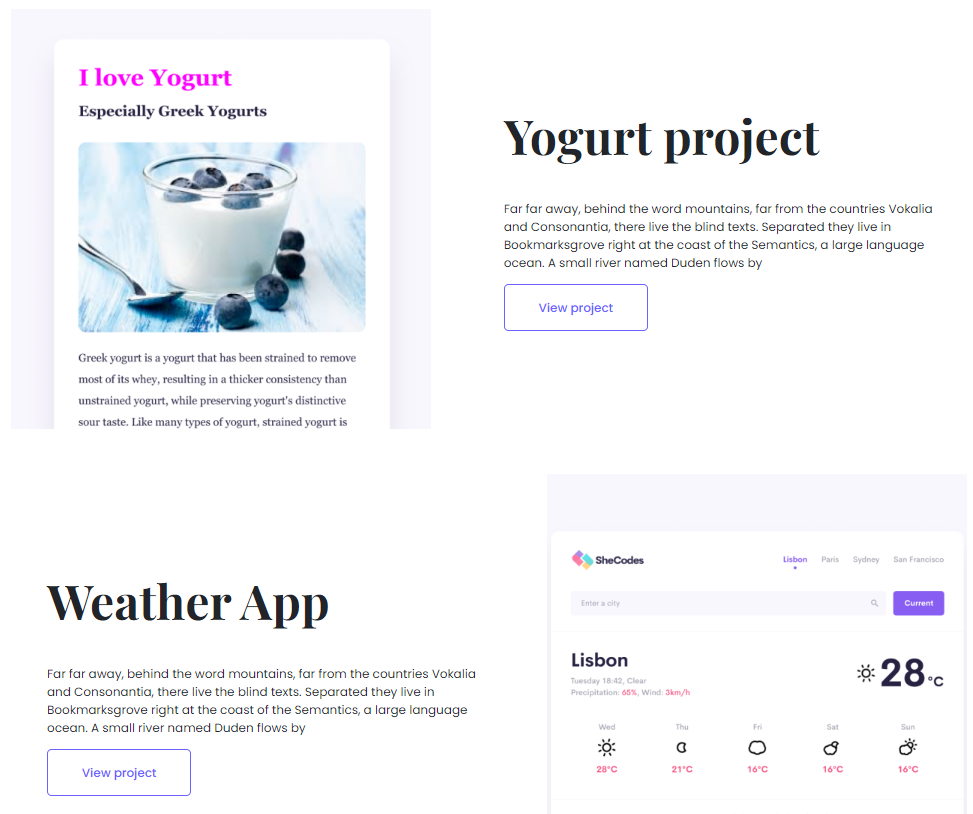 I love Yogurt
Especially Greek Yogurts
Greek yogurt is a yogurt that has been strained to remove
most of its whey, resulting in a thicker consistency than
unstrained yogurt, while preserving yogurt's distinctive
sour taste. Like many types of yogurt, strained yogurt is
Yogurt project
Far far away, behind the word mountains, far from the countries Vokalia
and Consonantia, there live the blind texts. Separated they live in
Bookmarksgrove right at the coast of the Semantics, a large language
ocean. A small river named Duden flows by
View project
Weather App
Far far away, behind the word mountains, far from the countries Vokalia
and Consonantia, there live the blind texts. Separated they live in
Bookmarksgrove right at the coast of the Semantics, a large language
ocean. A small river named Duden flows by
View project
SheCodes
Lisbon Paris Sydney San Francisco
Enter a city Current
Lisbon
Tuesday 18:42, Clear
Precipitation: 65%, Wind: 3km/h
28°C
Wed Thu Fri Sat Sun
28°C 21°C 16°C 16°C 16°C